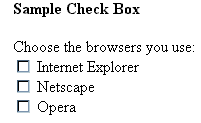 Sample Check Box
Choose the browsers you use:
Internet Explorer
Netscape
Opera